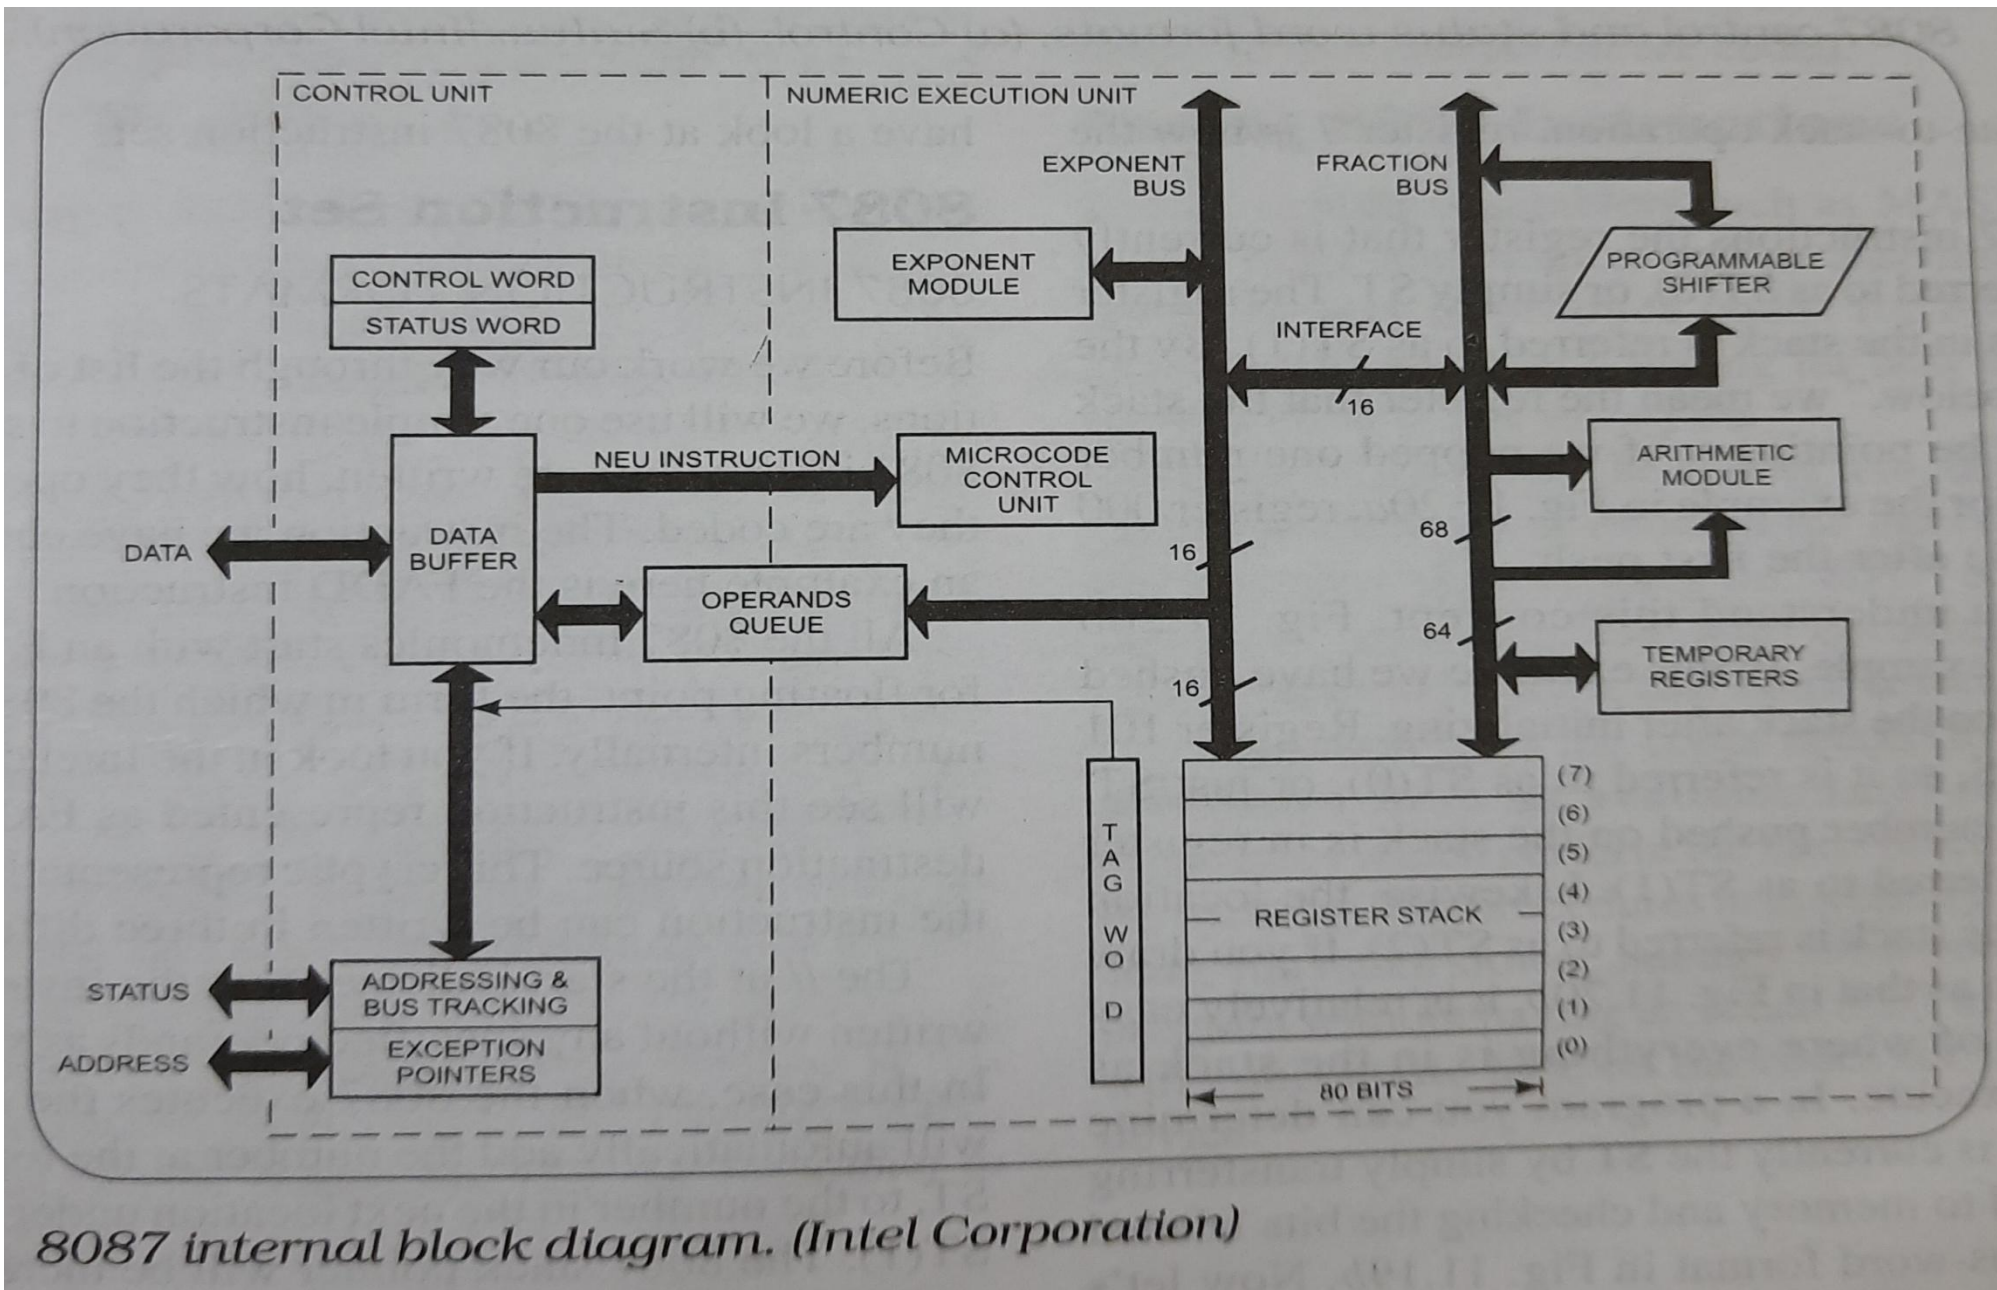 CONTROL UNIT
NUMERIC EXECUTION UNIT
EXPONENT
BUS
FRACTION
BUS
CONTROL WORD
STATUS WORD
EXPONENT
MODULE
PROGRAMMABLE
SHIFTER
INTERFACE
16
NEU INSTRUCTION
MICROCODE
CONTROL
UNIT
ARITHMETIC
MODULE
DATA
DATA
BUFFER
16
68
OPERANDS
QUEUE
64
TEMPORARY
REGISTERS
16
TAG WO D
REGISTER STACK
(7)
(6)
(5)
(4)
(3)
(2)
(1)
(0)
80 BITS
STATUS
ADDRESSING &
BUS TRACKING
ADDRESS
EXCEPTION
POINTERS
8087 internal block diagram. (Intel Corporation)